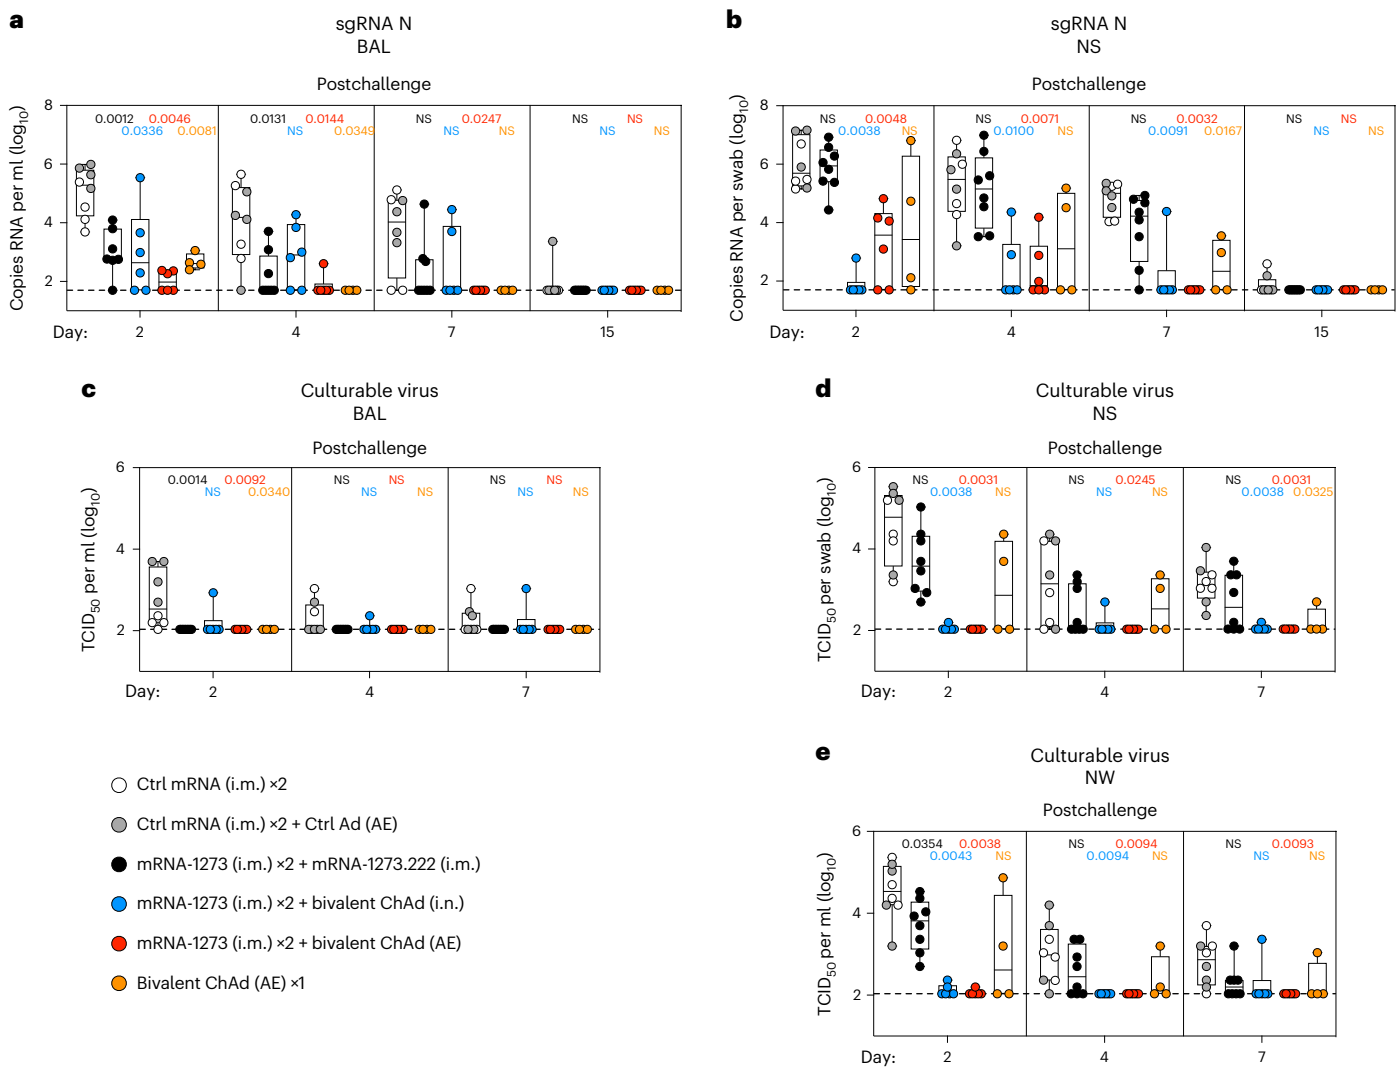 a
sgRNA N
BAL
Postchallenge
Copies RNA per ml (log10)
8
6
4
2
0.0012 0.0046
0.0336 0.0081
0.0131 0.0144
NS 0.0349
NS 0.0247
NS NS
NS NS
NS NS
Day: 2 4 7 15
b
sgRNA N
NS
Postchallenge
Copies RNA per swab (log10)
8
6
4
2
NS 0.0048
0.0038 NS
NS 0.0071
0.0100 NS
NS 0.0032
0.0091 0.0167
NS NS
NS NS
Day: 2 4 7 15
c
Culturable virus
BAL
Postchallenge
TCID50 per ml (log10)
6
4
2
0.0014 0.0092
NS 0.0340
NS NS
NS NS
NS NS
NS NS
Day: 2 4 7
d
Culturable virus
NS
Postchallenge
TCID50 per swab (log10)
6
4
2
NS 0.0031
0.0038 NS
NS 0.0245
NS NS
NS 0.0031
0.0038 0.0325
Day: 2 4 7
Ctrl mRNA (i.m.) ×2
Ctrl mRNA (i.m.) ×2 + Ctrl Ad (AE)
mRNA-1273 (i.m.) ×2 + mRNA-1273.222 (i.m.)
mRNA-1273 (i.m.) ×2 + bivalent ChAd (i.n.)
mRNA-1273 (i.m.) ×2 + bivalent ChAd (AE)
Bivalent ChAd (AE) ×1
e
Culturable virus
NW
Postchallenge
TCID50 per ml (log10)
6
4
2
0.0354 0.0038
0.0043 NS
NS 0.0094
0.0094 NS
NS 0.0093
NS NS
Day: 2 4 7